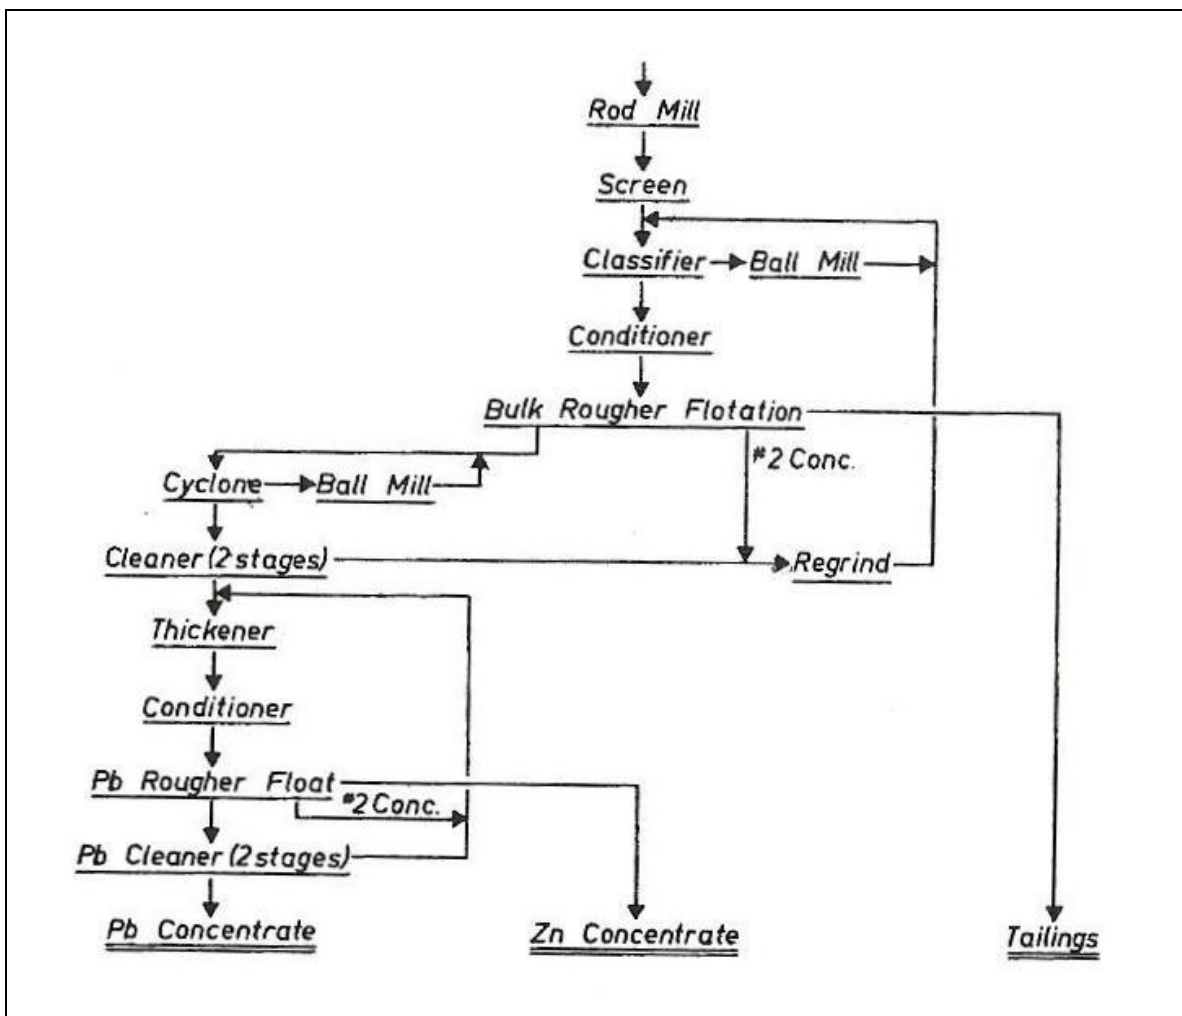 Rod Mill
Screen
Classifier
Ball Mill
Conditioner
Bulk Rougher Flotation
#2 Conc.
Cyclone
Ball Mill
Cleaner (2 stages)
Regrind
Thickener
Conditioner
Pb Rougher Float
#2 Conc.
Pb Cleaner (2 stages)
Pb Concentrate
Zn Concentrate
Tailings